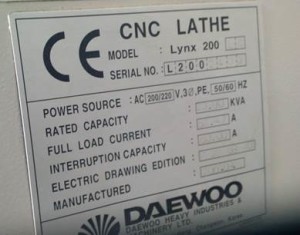 CE
CNC LATHE
MODEL : Lynx 200
SERIAL NO.: L200
POWER SOURCE : AC 200/220 V, 3Ø, PE, 50/60 HZ
RATED CAPACITY : KVA
FULL LOAD CURRENT : A
INTERRUPTION CAPACITY : A
ELECTRIC DRAWING EDITION :
MANUFACTURED :
DAEWOO
DAEWOO HEAVY INDUSTRIES &
MACHINERY LTD.